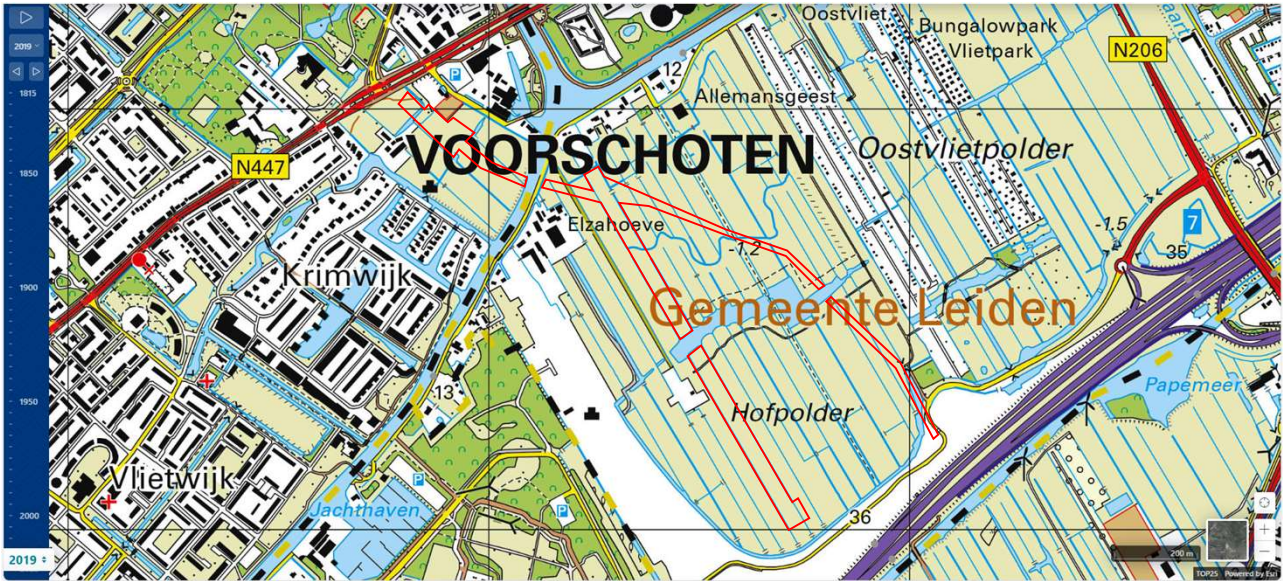 2019
1815
1850
1900
1950
2000
2019
Oostvliet
Bungalowpark
Vlietpark
N206
P
12
Allemansgeest
VOORSCHOTEN
Oostvlietpolder
N447
Elzahoeve
-1.2
-1.5
7
35
Krimwijk
Gemeente Leiden
Papemeer
13
Hofpolder
Vlietwijk
P
Jachthaven
P
36
200 m
TOP25 Powered by Esri